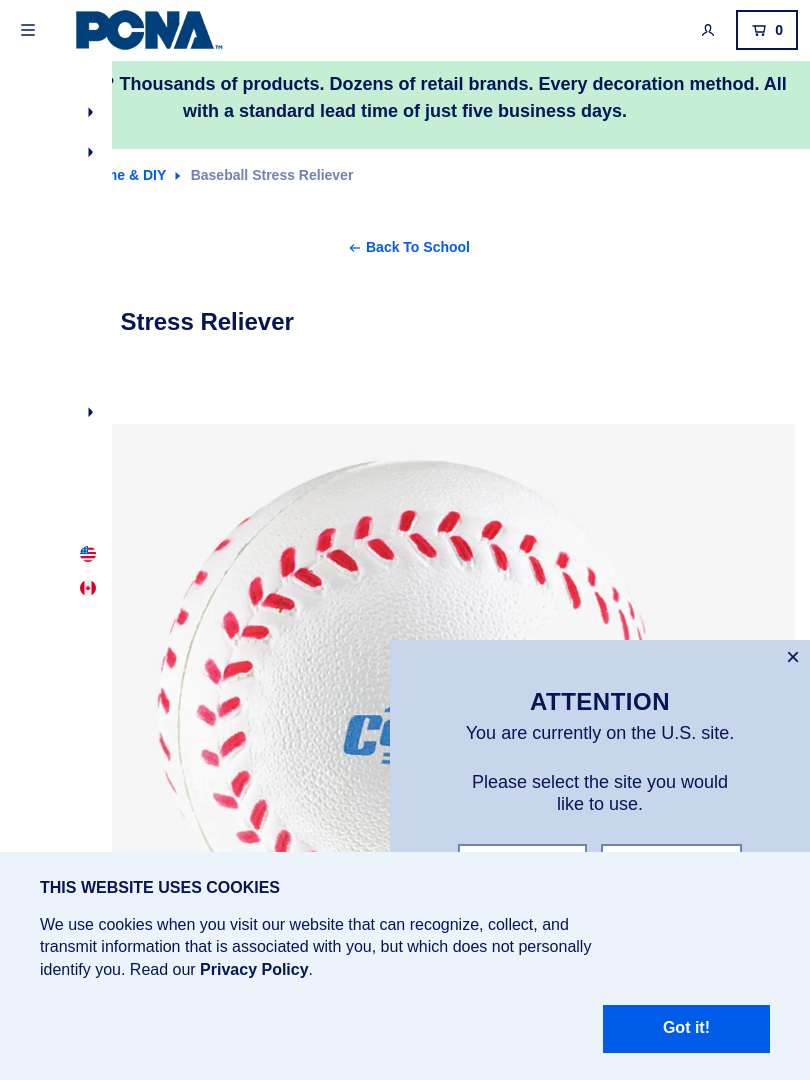 PCNA™
0
? Thousands of products. Dozens of retail brands. Every decoration method. All
with a standard lead time of just five business days.
& DIY
Baseball Stress Reliever
Back To School
Stress Reliever
ATTENTION
You are currently on the U.S. site.
Please select the site you would
like to use.
THIS WEBSITE USES COOKIES
We use cookies when you visit our website that can recognize, collect, and
transmit information that is associated with you, but which does not personally
identify you. Read our Privacy Policy.
Got it!